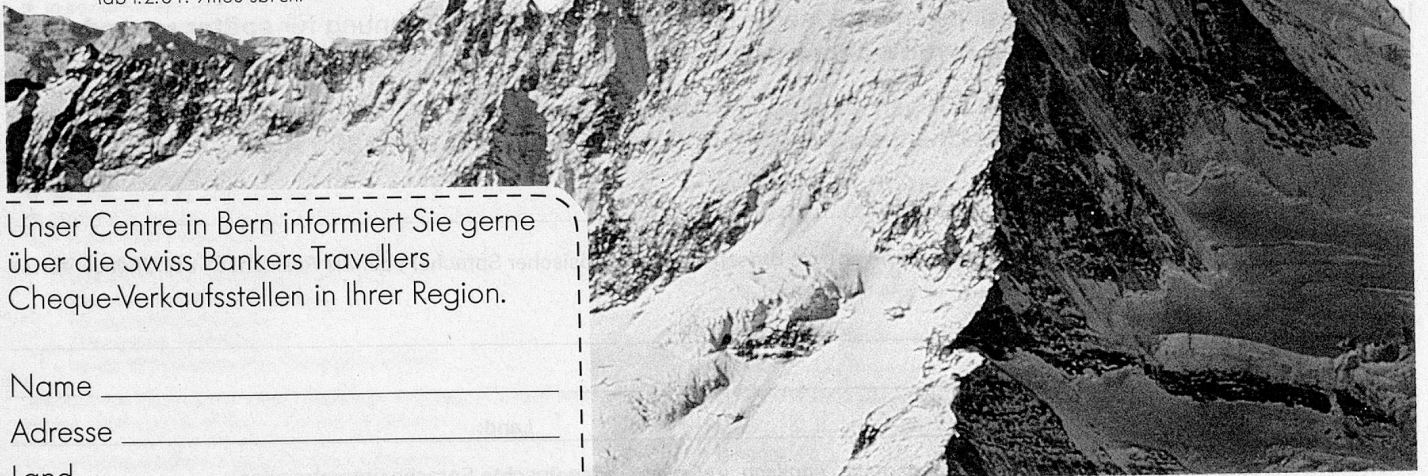 Unser Centre in Bern informiert Sie gerne
über die Swiss Bankers Travellers
Cheque-Verkaufsstellen in Ihrer Region.
Name
Adresse
Land